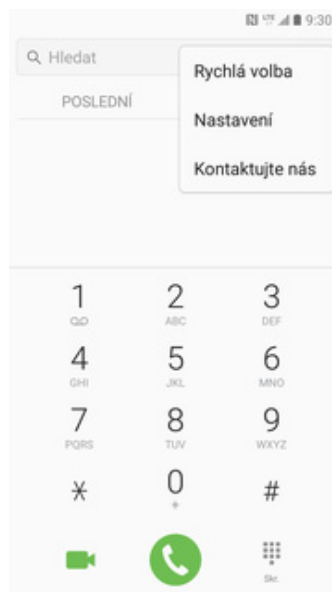 LTE 9:30
Hledat
Rychlá volba
POSLEDNÍ
Nastavení
Kontaktujte nás
1 2 3
ABC DEF
4 5 6
GHI JKL MNO
7 8 9
PQRS TUV WXYZ
* 0 #
+
Skr.